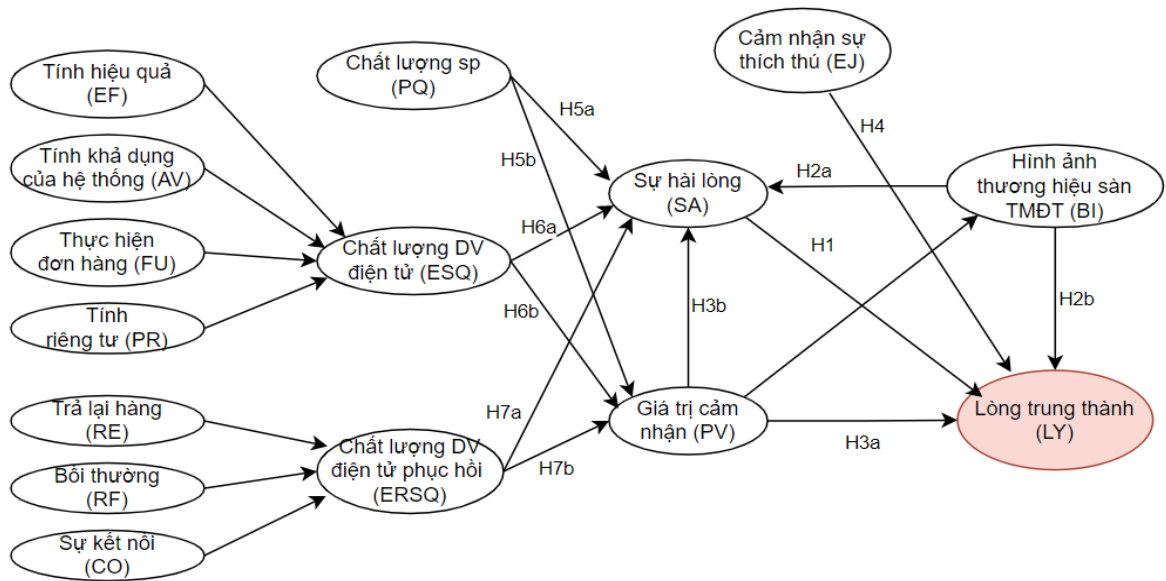 Tính hiệu quả
(EF)
Tính khả dụng
của hệ thống (AV)
Thực hiện
đơn hàng (FU)
Tính
riêng tư (PR)
Trả lại hàng
(RE)
Bồi thường
(RF)
Sự kết nối
(CO)
Chất lượng sp
(PQ)
Chất lượng DV
điện tử (ESQ)
Chất lượng DV
điện tử phục hồi
(ERSQ)
H5a
H5b
H6a
H6b
H7a
H7b
Sự hài lòng
(SA)
H3b
Giá trị cảm
nhận (PV)
Cảm nhận sự
thích thú (EJ)
H4
H2a
H1
H3a
Hình ảnh
thương hiệu sàn
TMĐT (BI)
H2b
Lòng trung thành
(LY)